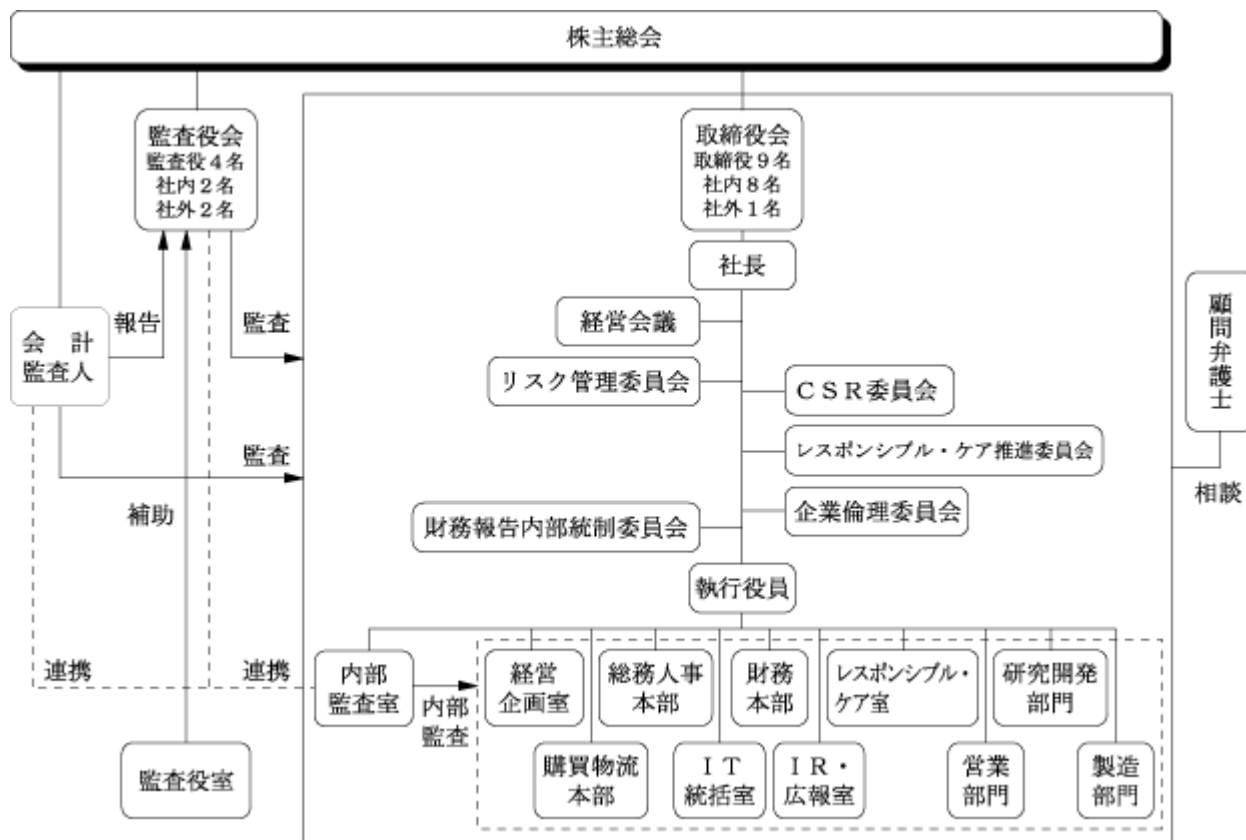 株主総会
監査役会
監査役４名
社内２名
社外２名
取締役会
取締役９名
社内８名
社外１名
社長
経営会議
リスク管理委員会
ＣＳＲ委員会
レスポンシブル・ケア推進委員会
企業倫理委員会
財務報告内部統制委員会
執行役員
顧問弁護士
相談
会計
監査人
報告
監査
監査
補助
連携
連携
内部
監査室
内部
監査
経営
企画室
総務人事
本部
財務
本部
レスポンシブル・
ケア室
研究開発
部門
購買物流
本部
ＩＴ
統括室
ＩＲ・
広報室
営業
部門
製造
部門
監査役室